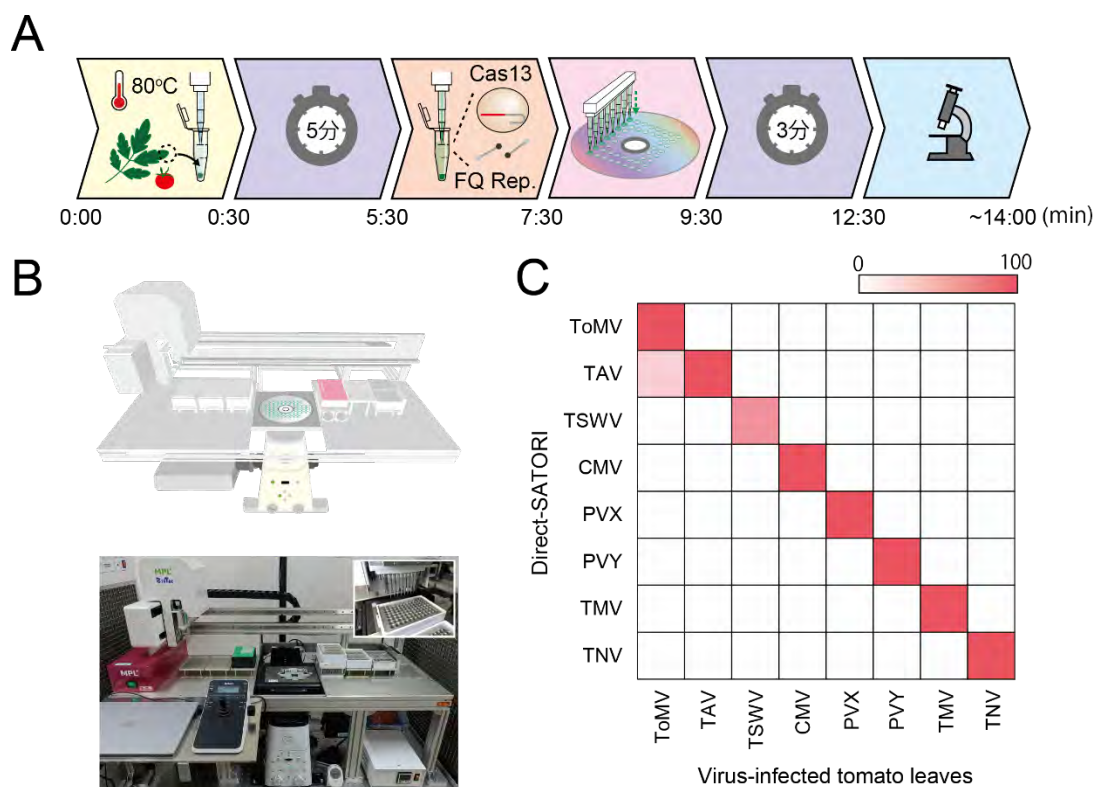 A
80°C
5分
Cas13
FQ Rep.
3分
0:00
0:30
5:30
7:30
9:30
12:30
~14:00 (min)
B
MPL
MPL
C
0
100
Direct-SATORI
ToMV
TAV
TSWV
CMV
PVX
PVY
TMV
TNV
ToMV
TAV
TSWV
CMV
PVX
PVY
TMV
TNV
Virus-infected tomato leaves